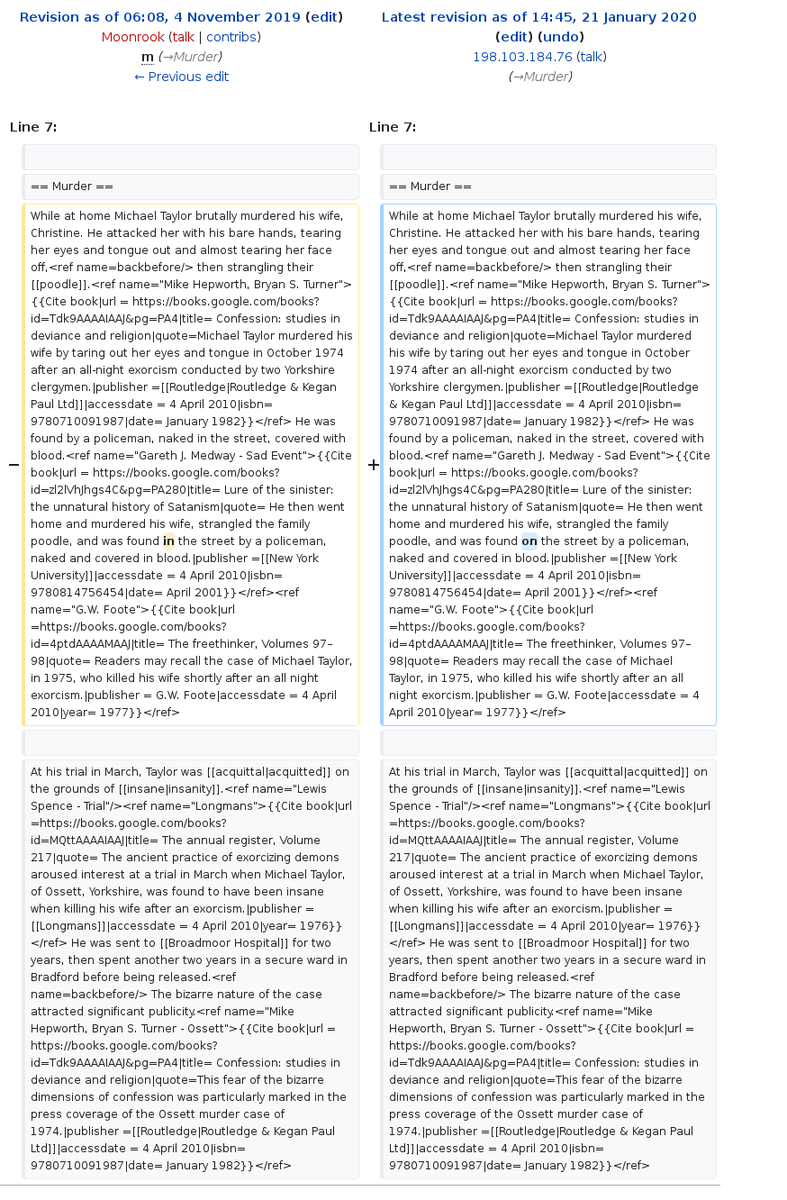 Revision as of 06:08, 4 November 2019 (edit)
Moonrook (talk | contribs)
m (→Murder)
← Previous edit
Latest revision as of 14:45, 21 January 2020
(edit) (undo)
198.103.184.76 (talk)
(→Murder)
Line 7:
Line 7:
== Murder ==
== Murder ==
−
While at home Michael Taylor brutally murdered his wife,
Christine. He attacked her with his bare hands, tearing
her eyes and tongue out and almost tearing her face
off,<ref name=backbefore/> then strangling their
[[poodle]].<ref name="Mike Hepworth, Bryan S. Turner">
{{Cite book|url = https://books.google.com/books?
id=Tdk9AAAAIAAJ&pg=PA4|title= Confession: studies in
deviance and religion|quote=Michael Taylor murdered his
wife by taring out her eyes and tongue in October 1974
after an all-night exorcism conducted by two Yorkshire
clergymen.|publisher =[[Routledge|Routledge & Kegan
Paul Ltd]]|accessdate = 4 April 2010|isbn=
9780710091987|date= January 1982}}</ref> He was
found by a policeman, naked in the street, covered with
blood.<ref name="Gareth J. Medway - Sad Event">{{Cite
book|url = https://books.google.com/books?
id=zl2lVhJhgs4C&pg=PA280|title= Lure of the sinister:
the unnatural history of Satanism|quote= He then went
home and murdered his wife, strangled the family
poodle, and was found in the street by a policeman,
naked and covered in blood.|publisher =[[New York
University]]|accessdate = 4 April 2010|isbn=
9780814756454|date= April 2001}}</ref><ref
name="G.W. Foote">{{Cite book|url
=https://books.google.com/books?
id=4ptdAAAAMAAJ|title= The freethinker, Volumes 97–
98|quote= Readers may recall the case of Michael Taylor,
in 1975, who killed his wife shortly after an all night
exorcism.|publisher = G.W. Foote|accessdate = 4 April
2010|year= 1977}}</ref>
+
While at home Michael Taylor brutally murdered his wife,
Christine. He attacked her with his bare hands, tearing
her eyes and tongue out and almost tearing her face
off,<ref name=backbefore/> then strangling their
[[poodle]].<ref name="Mike Hepworth, Bryan S. Turner">
{{Cite book|url = https://books.google.com/books?
id=Tdk9AAAAIAAJ&pg=PA4|title= Confession: studies in
deviance and religion|quote=Michael Taylor murdered
his wife by taring out her eyes and tongue in October
1974 after an all-night exorcism conducted by two
Yorkshire clergymen.|publisher =[[Routledge|Routledge
& Kegan Paul Ltd]]|accessdate = 4 April 2010|isbn=
9780710091987|date= January 1982}}</ref> He was
found by a policeman, naked in the street, covered with
blood.<ref name="Gareth J. Medway - Sad Event">{{Cite
book|url = https://books.google.com/books?
id=zl2lVhJhgs4C&pg=PA280|title= Lure of the sinister:
the unnatural history of Satanism|quote= He then went
home and murdered his wife, strangled the family
poodle, and was found on the street by a policeman,
naked and covered in blood.|publisher =[[New York
University]]|accessdate = 4 April 2010|isbn=
9780814756454|date= April 2001}}</ref><ref
name="G.W. Foote">{{Cite book|url
=https://books.google.com/books?
id=4ptdAAAAMAAJ|title= The freethinker, Volumes 97–
98|quote= Readers may recall the case of Michael
Taylor, in 1975, who killed his wife shortly after an all
night exorcism.|publisher = G.W. Foote|accessdate = 4
April 2010|year= 1977}}</ref>
At his trial in March, Taylor was [[acquittal|acquitted]] on
the grounds of [[insane|insanity]].<ref name="Lewis
Spence - Trial"/><ref name="Longmans">{{Cite book|url
=https://books.google.com/books?
id=MQttAAAAIAAJ|title= The annual register, Volume
217|quote= The ancient practice of exorcizing demons
aroused interest at a trial in March when Michael Taylor,
of Ossett, Yorkshire, was found to have been insane
when killing his wife after an exorcism.|publisher =
[[Longmans]]|accessdate = 4 April 2010|year= 1976}}
</ref> He was sent to [[Broadmoor Hospital]] for two
years, then spent another two years in a secure ward in
Bradford before being released.<ref
name=backbefore/> The bizarre nature of the case
attracted significant publicity.<ref name="Mike
Hepworth, Bryan S. Turner - Ossett">{{Cite book|url =
https://books.google.com/books?
id=Tdk9AAAAIAAJ&pg=PA4|title= Confession: studies in
deviance and religion|quote=This fear of the bizarre
dimensions of confession was particularly marked in the
press coverage of the Ossett murder case of
1974.|publisher =[[Routledge|Routledge & Kegan Paul
Ltd]]|accessdate = 4 April 2010|isbn=
9780710091987|date= January 1982}}</ref>
At his trial in March, Taylor was [[acquittal|acquitted]] on
the grounds of [[insane|insanity]].<ref name="Lewis
Spence - Trial"/><ref name="Longmans">{{Cite book|url
=https://books.google.com/books?
id=MQttAAAAIAAJ|title= The annual register, Volume
217|quote= The ancient practice of exorcizing demons
aroused interest at a trial in March when Michael Taylor,
of Ossett, Yorkshire, was found to have been insane
when killing his wife after an exorcism.|publisher =
[[Longmans]]|accessdate = 4 April 2010|year= 1976}}
</ref> He was sent to [[Broadmoor Hospital]] for two
years, then spent another two years in a secure ward in
Bradford before being released.<ref
name=backbefore/> The bizarre nature of the case
attracted significant publicity.<ref name="Mike
Hepworth, Bryan S. Turner - Ossett">{{Cite book|url =
https://books.google.com/books?
id=Tdk9AAAAIAAJ&pg=PA4|title= Confession: studies in
deviance and religion|quote=This fear of the bizarre
dimensions of confession was particularly marked in the
press coverage of the Ossett murder case of
1974.|publisher =[[Routledge|Routledge & Kegan Paul
Ltd]]|accessdate = 4 April 2010|isbn=
9780710091987|date= January 1982}}</ref>